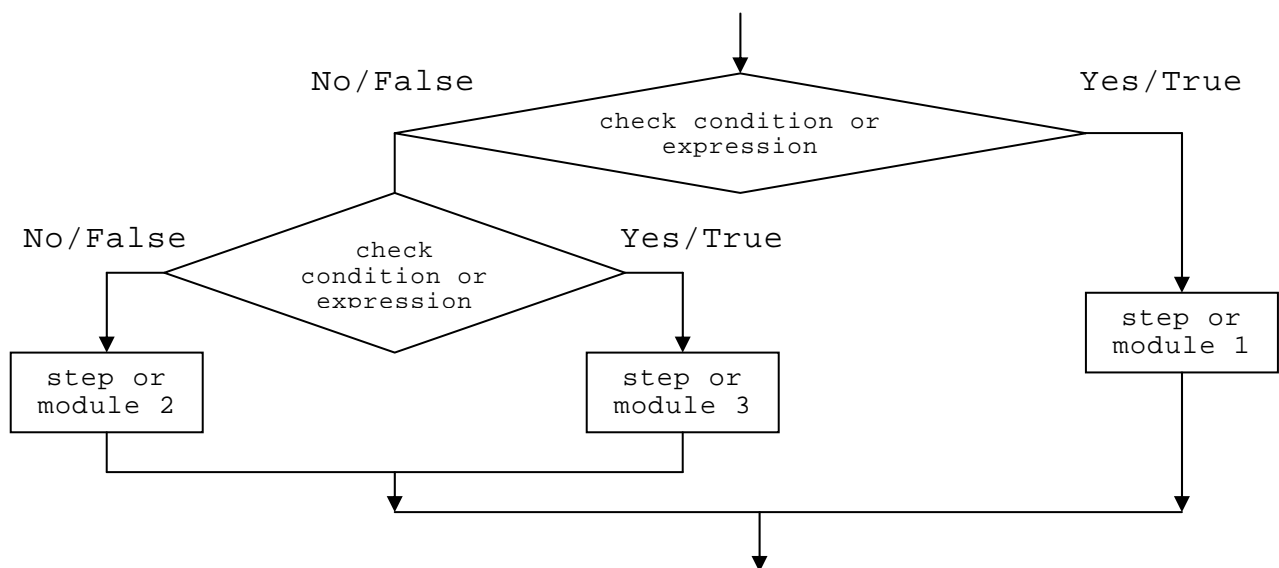 No/False
Yes/True
check condition or
expression
No/False
Yes/True
check
condition or
expression
step or
module 1
step or
module 2
step or
module 3